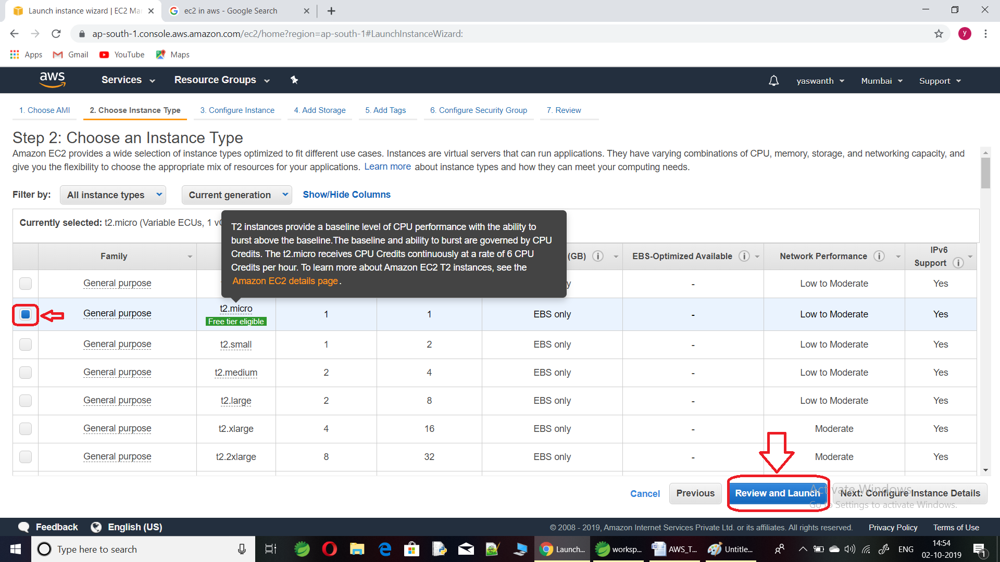 Launch instance wizard | EC2 Mar
ec2 in aws - Google Search
ap-south-1.console.aws.amazon.com/ec2/home?region=ap-south-1#LaunchInstanceWizard:
y
Apps Gmail YouTube Maps
aws Services Resource Groups yaswanth Mumbai Support
1. Choose AMI 2. Choose Instance Type 3. Configure Instance 4. Add Storage 5. Add Tags 6. Configure Security Group 7. Review
Step 2: Choose an Instance Type
Amazon EC2 provides a wide selection of instance types optimized to fit different use cases. Instances are virtual servers that can run applications. They have varying combinations of CPU, memory, storage, and networking capacity, and
give you the flexibility to choose the appropriate mix of resources for your applications. Learn more about instance types and how they can meet your computing needs.
Filter by: All instance types Current generation Show/Hide Columns
Currently selected: t2.micro (Variable ECUs, 1
T2 instances provide a baseline level of CPU performance with the ability to
burst above the baseline.The baseline and ability to burst are governed by CPU
Credits. The t2.micro receives CPU Credits continuously at a rate of 6 CPU
Credits per hour. To learn more about Amazon EC2 T2 instances, see the
Amazon EC2 details page.
Family (GB) EBS-Optimized Available Network Performance IPv6 Support
General purpose y - Low to Moderate Yes
General purpose t2.micro Free tier eligible 1 1 EBS only - Low to Moderate Yes
General purpose t2.small 1 2 EBS only - Low to Moderate Yes
General purpose t2.medium 2 4 EBS only - Low to Moderate Yes
General purpose t2.large 2 8 EBS only - Low to Moderate Yes
General purpose t2.xlarge 4 16 EBS only - Moderate Yes
General purpose t2.2xlarge 8 32 EBS only - Moderate Yes
Cancel Previous Review and Launch Next: Configure Instance Details
Activate Windows
Go to Settings to activate Windows.
Feedback English (US) © 2008 - 2019, Amazon Internet Services Private Ltd. or its affiliates. All rights reserved. Privacy Policy Terms of Use
Type here to search Launch... worksp... AWS_T... Untitle... ENG 14:54
02-10-2019 1